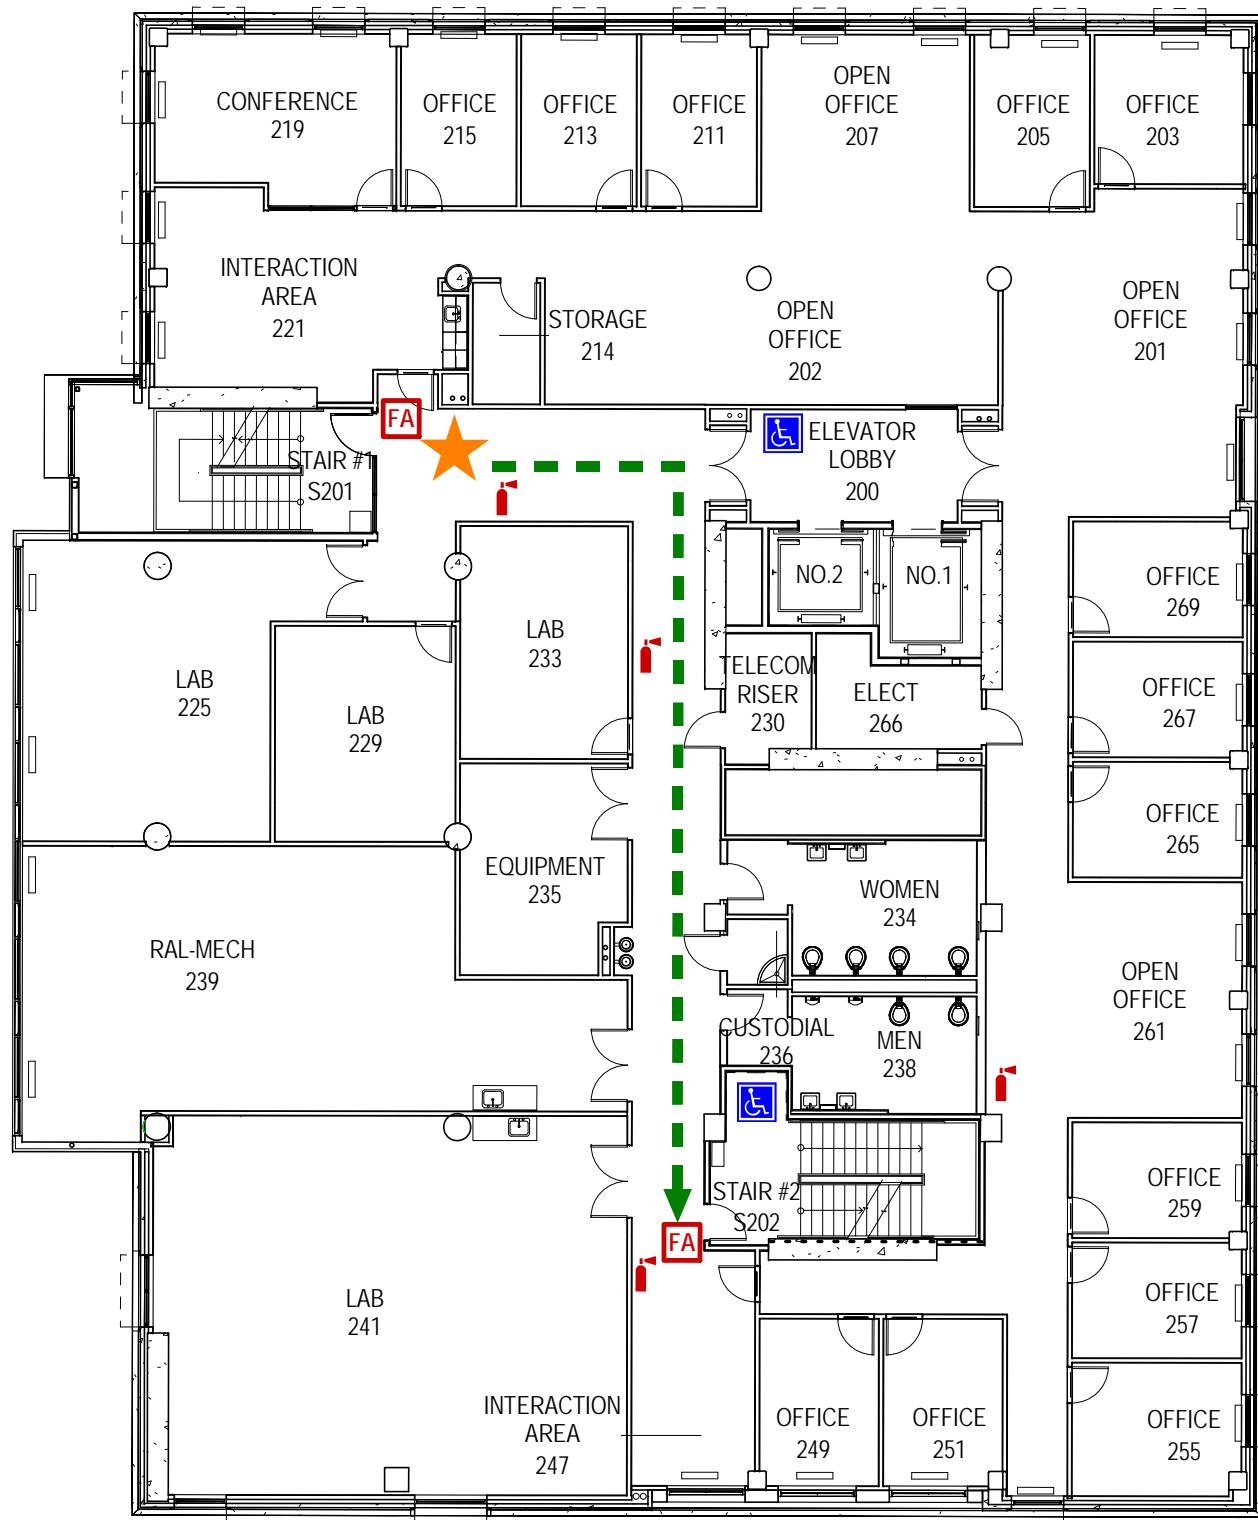 CONFERENCE
219
OFFICE
215
OFFICE
213
OFFICE
211
OPEN
OFFICE
207
OFFICE
205
OFFICE
203
INTERACTION
AREA
221
STORAGE
214
OPEN
OFFICE
202
OPEN
OFFICE
201
FA
STAIR #1
S201
ELEVATOR
LOBBY
200
NO.2
NO.1
OFFICE
269
LAB
233
LAB
225
LAB
229
TELECOM
RISER
230
ELECT
266
OFFICE
267
OFFICE
265
EQUIPMENT
235
WOMEN
234
RAL-MECH
239
OPEN
OFFICE
261
CUSTODIAL
236
MEN
238
STAIR #2
S202
FA
OFFICE
259
LAB
241
OFFICE
257
INTERACTION
AREA
247
OFFICE
249
OFFICE
251
OFFICE
255